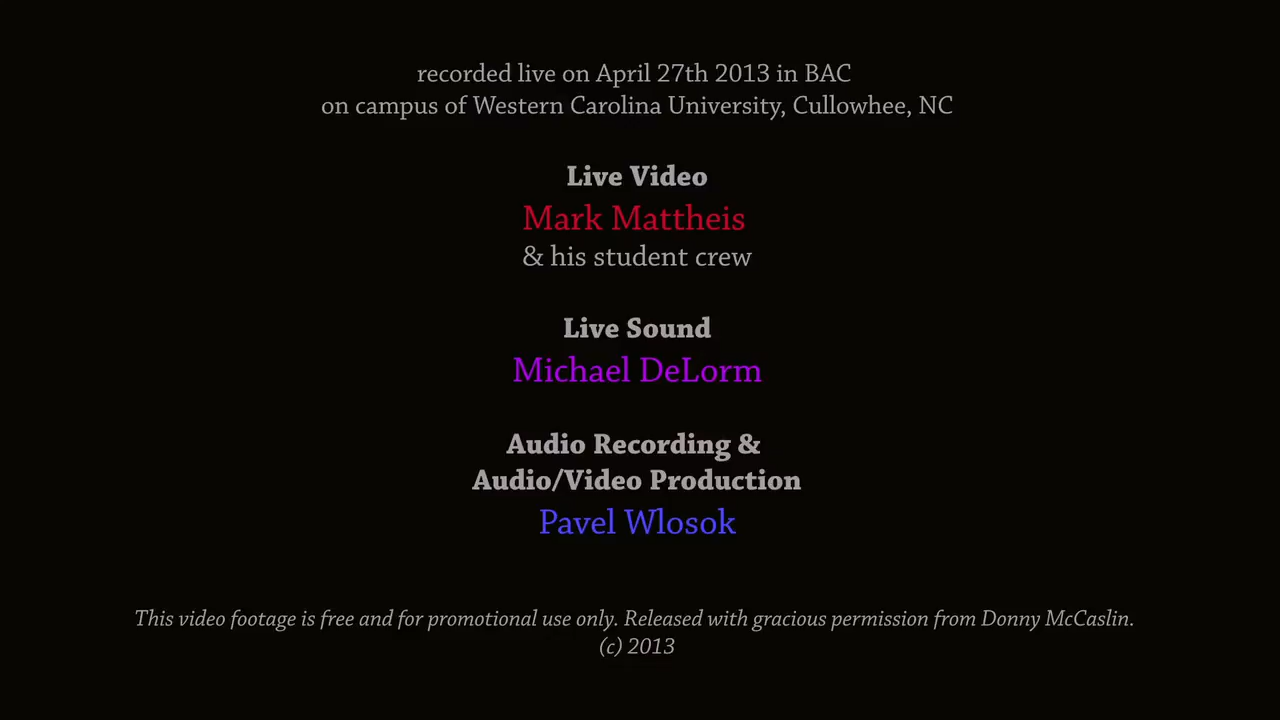 recorded live on April 27th 2013 in BAC
on campus of Western Carolina University, Cullowhee, NC
Live Video
Mark Mattheis
& his student crew
Live Sound
Michael DeLorm
Audio Recording &
Audio/Video Production
Pavel Wlosok
This video footage is free and for promotional use only. Released with gracious permission from Donny McCaslin.
(c) 2013